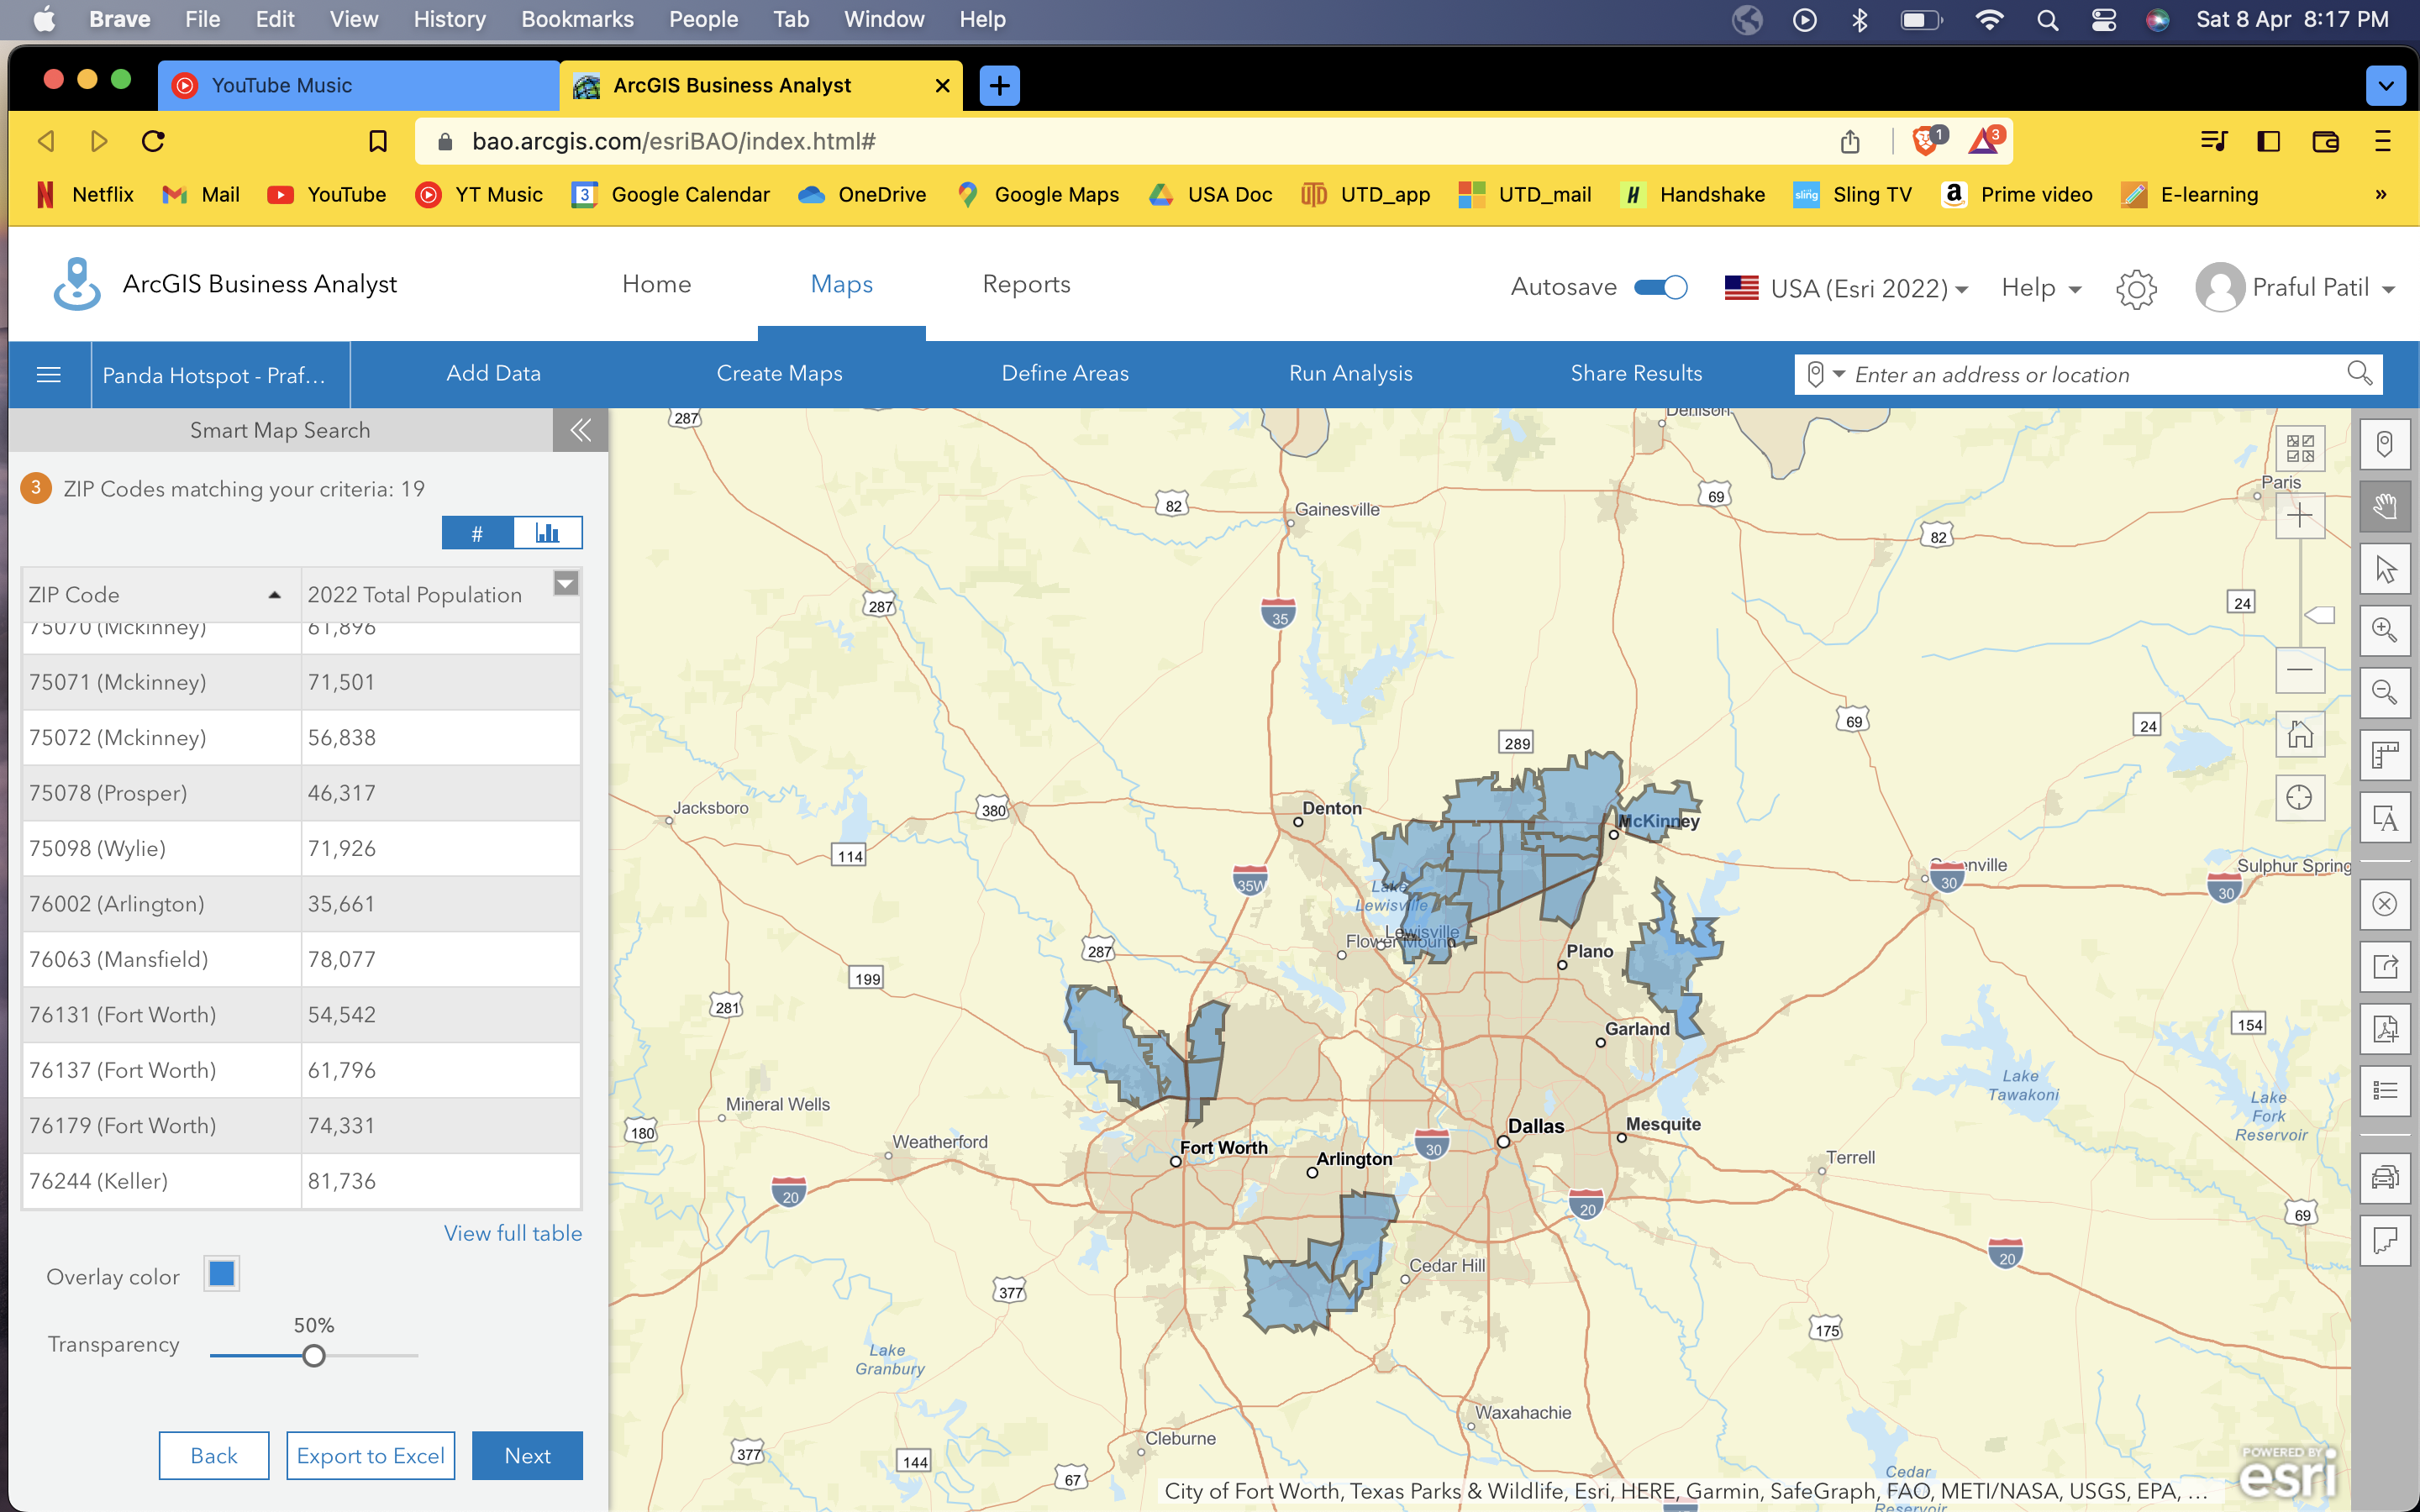 Brave File Edit View History Bookmarks People Tab Window Help Sat 8 Apr 8:17 PM
YouTube Music ArcGIS Business Analyst
bao.arcgis.com/esriBAO/index.html# 1 3
Netflix Mail YouTube YT Music 3 Google Calendar OneDrive Google Maps USA Doc UTD_app UTD_mail Handshake sling Sling TV Prime video E-learning »
ArcGIS Business Analyst Home Maps Reports Autosave USA (Esri 2022) Help Praful Patil
Panda Hotspot - Praf... Add Data Create Maps Define Areas Run Analysis Share Results Enter an address or location
Smart Map Search
3 ZIP Codes matching your criteria: 19
#
ZIP Code 2022 Total Population
75070 (Mckinney) 61,896
75071 (Mckinney) 71,501
75072 (Mckinney) 56,838
75078 (Prosper) 46,317
75098 (Wylie) 71,926
76002 (Arlington) 35,661
76063 (Mansfield) 78,077
76131 (Fort Worth) 54,542
76137 (Fort Worth) 61,796
76179 (Fort Worth) 74,331
76244 (Keller) 81,736
View full table
Overlay color
50%
Transparency
Back Export to Excel Next
287 Denison
Paris
82 Gainesville 69
82
287 35 24
289 69 24
Jacksboro 380 Denton McKinney
114
35W Greenville 30 30 Sulphur Spring
Lake
Lewisville
Lewisville
287 Flower Mound Plano
199
281
Garland 154
Lake
Tawakoni
Lake
Fork
Reservoir
Mineral Wells
180 Weatherford Fort Worth Arlington 30 Dallas Mesquite
Terrell
20 20 69
20
377 Cedar Hill
175
Lake
Granbury
Waxahachie
377 144 Cleburne 67
Cedar
Reservoir
City of Fort Worth, Texas Parks & Wildlife, Esri, HERE, Garmin, SafeGraph, FAO, METI/NASA, USGS, EPA, ...
POWERED BY
esri